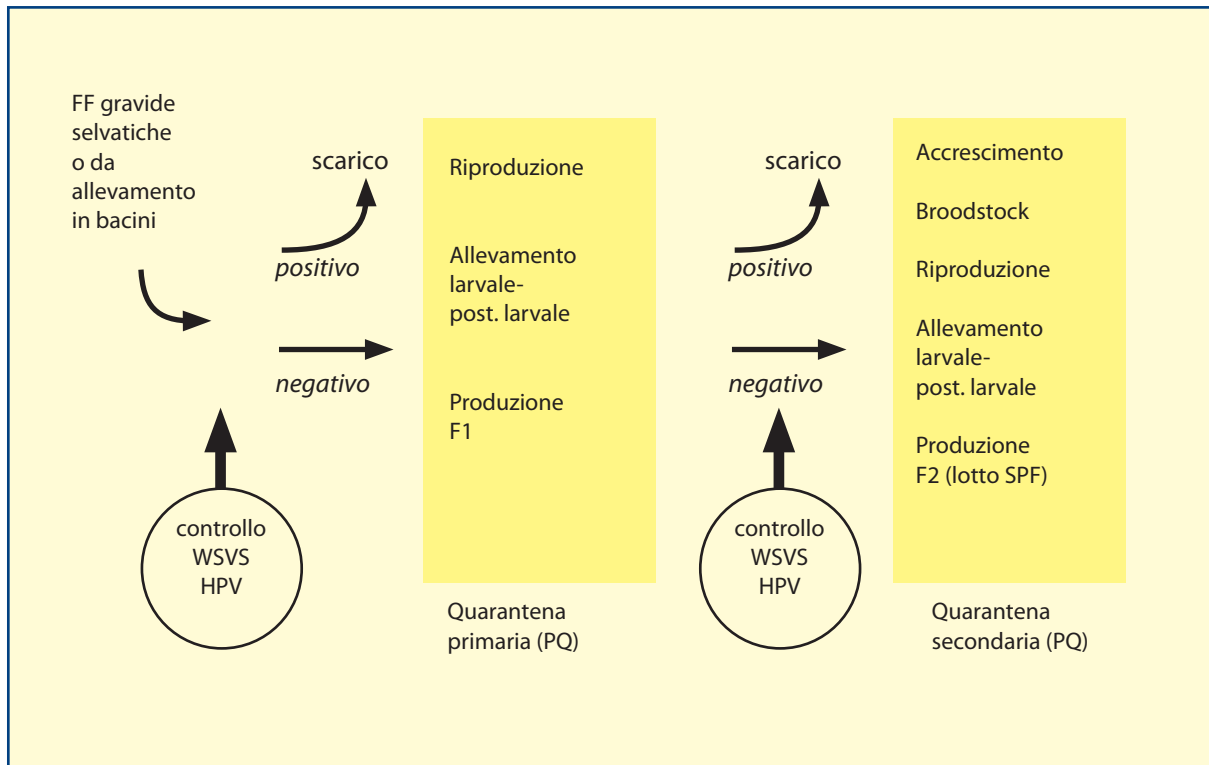 FF gravide
selvatiche
o da
allevamento
in bacini
scarico
positivo
negativo
controllo
WSVS
HPV
Riproduzione
Allevamento
larvale-
post. larvale
Produzione
F1
Quarantena
primaria (PQ)
scarico
positivo
negativo
controllo
WSVS
HPV
Accrescimento
Broodstock
Riproduzione
Allevamento
larvale-
post. larvale
Produzione
F2 (lotto SPF)
Quarantena
secondaria (PQ)